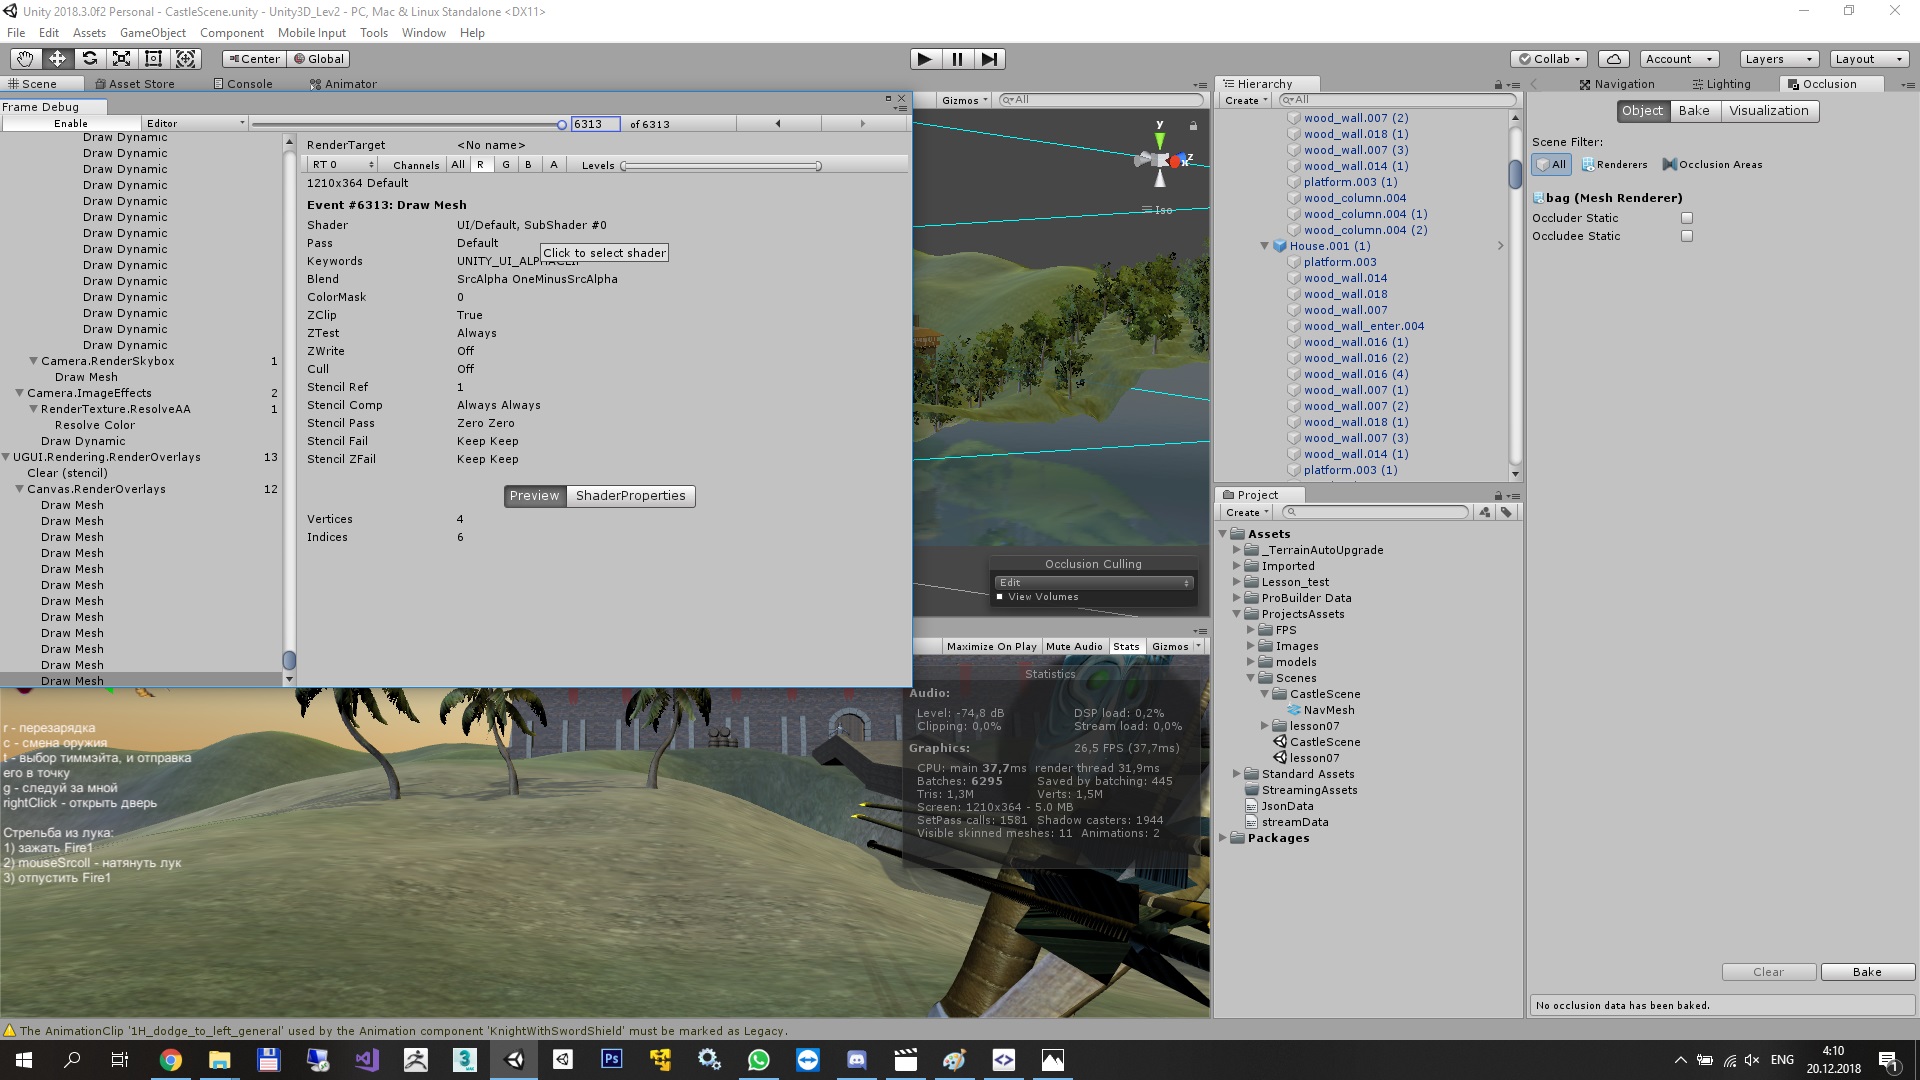 Unity 2018.3.0f2 Personal - CastleScene.unity - Unity3D_Lev2 - PC, Mac & Linux Standalone <DX11>
File Edit Assets GameObject Component Mobile Input Tools Window Help
Center Global Collab Account Layers Layout
Scene Asset Store Console Animator
Frame Debug
Enable Editor 6313 of 6313
Draw Dynamic
Draw Dynamic
Draw Dynamic
Draw Dynamic
Draw Dynamic
Draw Dynamic
Draw Dynamic
Draw Dynamic
Draw Dynamic
Draw Dynamic
Draw Dynamic
Draw Dynamic
Draw Dynamic
Draw Dynamic
Camera.RenderSkybox 1
Draw Mesh
Camera.ImageEffects 2
RenderTexture.ResolveAA 1
Resolve Color
Draw Dynamic
UGUI.Rendering.RenderOverlays 13
Clear (stencil)
Canvas.RenderOverlays 12
Draw Mesh
Draw Mesh
Draw Mesh
Draw Mesh
Draw Mesh
Draw Mesh
Draw Mesh
Draw Mesh
Draw Mesh
Draw Mesh
Draw Mesh
Draw Mesh
RenderTarget <No name>
RT 0 Channels All R G B A Levels
1210x364 Default
Event #6313: Draw Mesh
Shader UI/Default, SubShader #0
Pass Default
Click to select shader
Keywords UNITY_UI_ALPHACLIP
Blend SrcAlpha OneMinusSrcAlpha
ColorMask 0
ZClip True
ZTest Always
ZWrite Off
Cull Off
Stencil Ref 1
Stencil Comp Always Always
Stencil Pass Zero Zero
Stencil Fail Keep Keep
Stencil ZFail Keep Keep
Preview ShaderProperties
Vertices 4
Indices 6
Gizmos All
y
z
x
Iso
Occlusion Culling
Edit
View Volumes
Maximize On Play Mute Audio Stats Gizmos
Statistics
Audio:
Level: -74,8 dB DSP load: 0,2%
Clipping: 0,0% Stream load: 0,0%
Graphics: 26,5 FPS (37,7ms)
CPU: main 37,7ms render thread 31,9ms
Batches: 6295 Saved by batching: 445
Tris: 1,3M Verts: 1,5M
Screen: 1210x364 - 5.0 MB
SetPass calls: 1581 Shadow casters: 1944
Visible skinned meshes: 11 Animations: 2
r - перезарядка
c - смена оружия
t - выбор тиммэйта, и отправка
его в точку
g - следуй за мной
rightClick - открыть дверь
Стрельба из лука:
1) зажать Fire1
2) mouseSrcoll - натянуть лук
3) отпустить Fire1
Hierarchy
Create All
wood_wall.007 (2)
wood_wall.018 (1)
wood_wall.007 (3)
wood_wall.014 (1)
platform.003 (1)
wood_column.004
wood_column.004 (1)
wood_column.004 (2)
House.001 (1)
platform.003
wood_wall.014
wood_wall.018
wood_wall.007
wood_wall_enter.004
wood_wall.016 (1)
wood_wall.016 (2)
wood_wall.016 (4)
wood_wall.007 (1)
wood_wall.007 (2)
wood_wall.018 (1)
wood_wall.007 (3)
wood_wall.014 (1)
platform.003 (1)
Project
Create
Assets
_TerrainAutoUpgrade
Imported
Lesson_test
ProBuilder Data
ProjectsAssets
FPS
Images
models
Scenes
CastleScene
NavMesh
lesson07
CastleScene
lesson07
Standard Assets
StreamingAssets
JsonData
streamData
Packages
Navigation Lighting Occlusion
Object Bake Visualization
Scene Filter:
All Renderers Occlusion Areas
bag (Mesh Renderer)
Occluder Static
Occludee Static
Clear Bake
No occlusion data has been baked.
The AnimationClip '1H_dodge_to_left_general' used by the Animation component 'KnightWithSwordShield' must be marked as Legacy.
Ps
3
ENG
4:10
20.12.2018
1